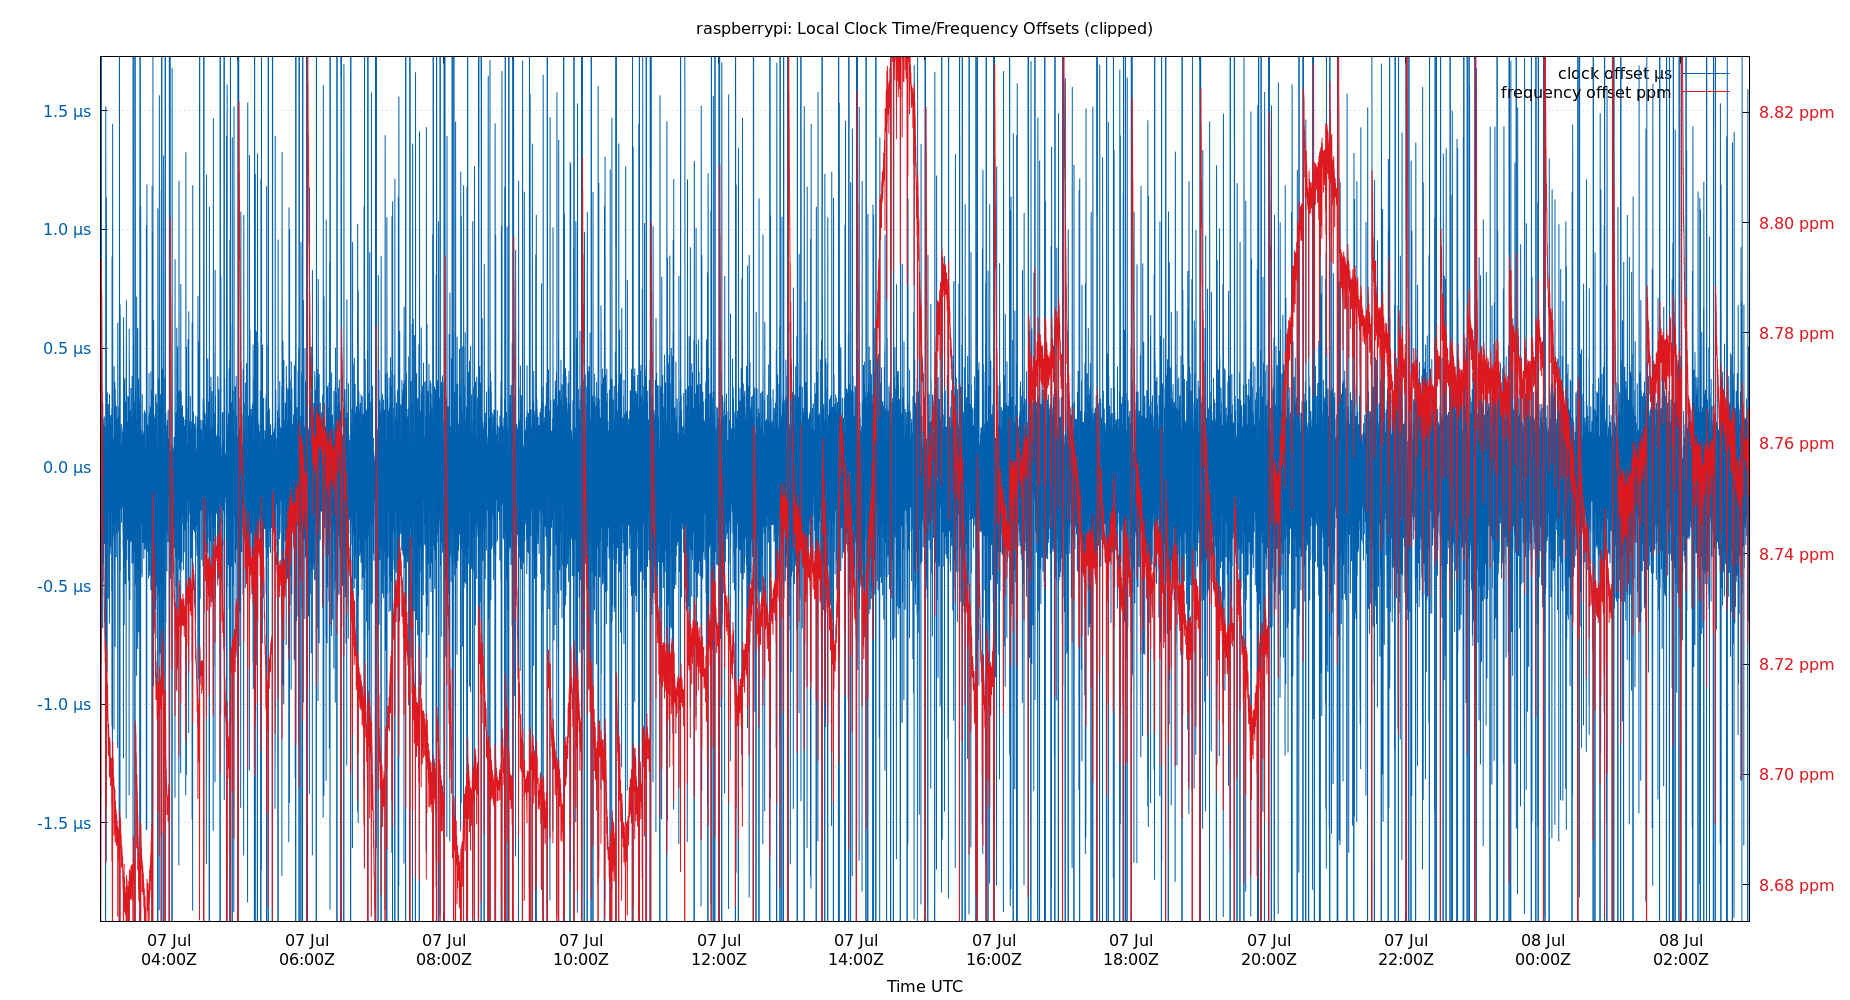 raspberrypi: Local Clock Time/Frequency Offsets (clipped)
clock offset µs
frequency offset ppm
1.5 µs
1.0 µs
0.5 µs
0.0 µs
-0.5 µs
-1.0 µs
-1.5 µs
8.82 ppm
8.80 ppm
8.78 ppm
8.76 ppm
8.74 ppm
8.72 ppm
8.70 ppm
8.68 ppm
07 Jul 07 Jul 07 Jul 07 Jul 07 Jul 07 Jul 07 Jul 07 Jul 07 Jul 07 Jul 08 Jul 08 Jul
04:00Z 06:00Z 08:00Z 10:00Z 12:00Z 14:00Z 16:00Z 18:00Z 20:00Z 22:00Z 00:00Z 02:00Z
Time UTC